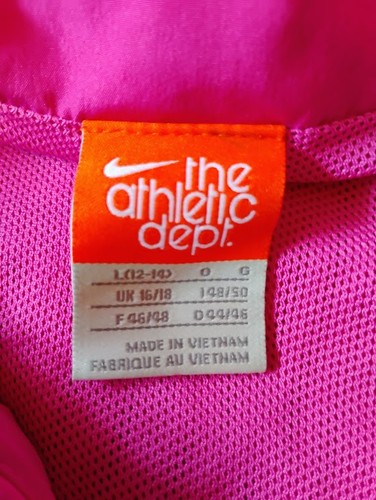 the
athletic
dept.
L(12-14) G G
UK 16/18 I 48/50
F 46/48 D 44/46
MADE IN VIETNAM
FABRIQUE AU VIETNAM